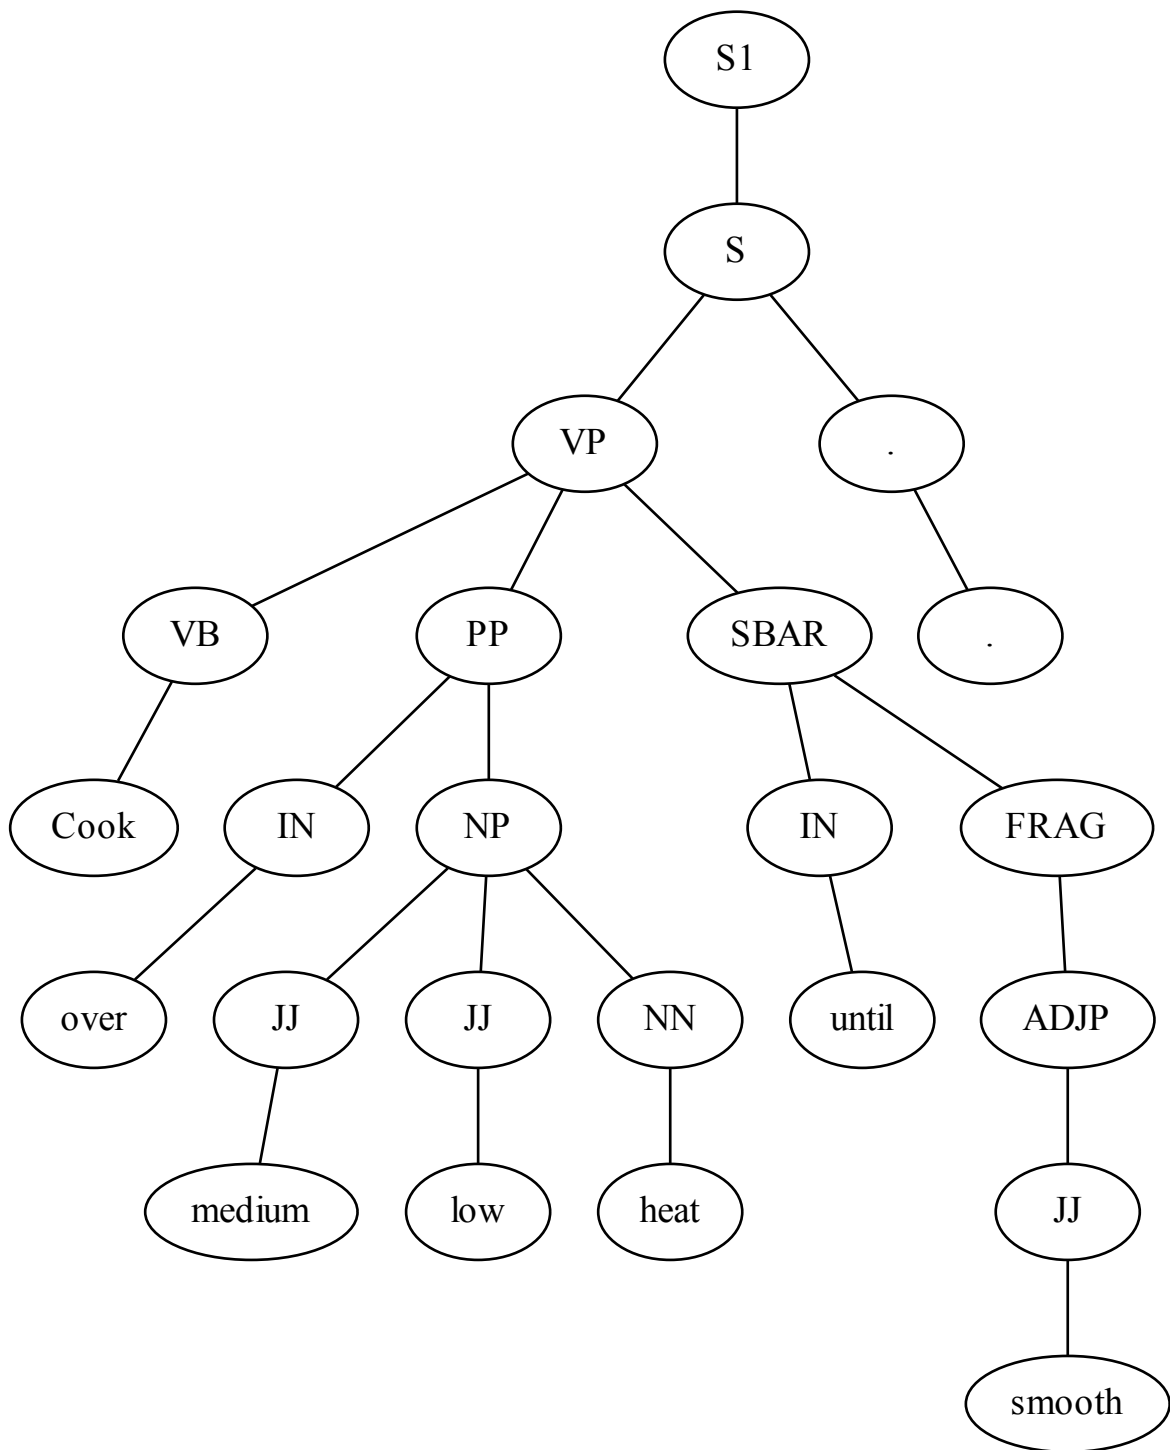 S1
S
VP .
VB PP SBAR .
Cook IN NP IN FRAG
over JJ JJ NN until ADJP
medium low heat JJ
smooth